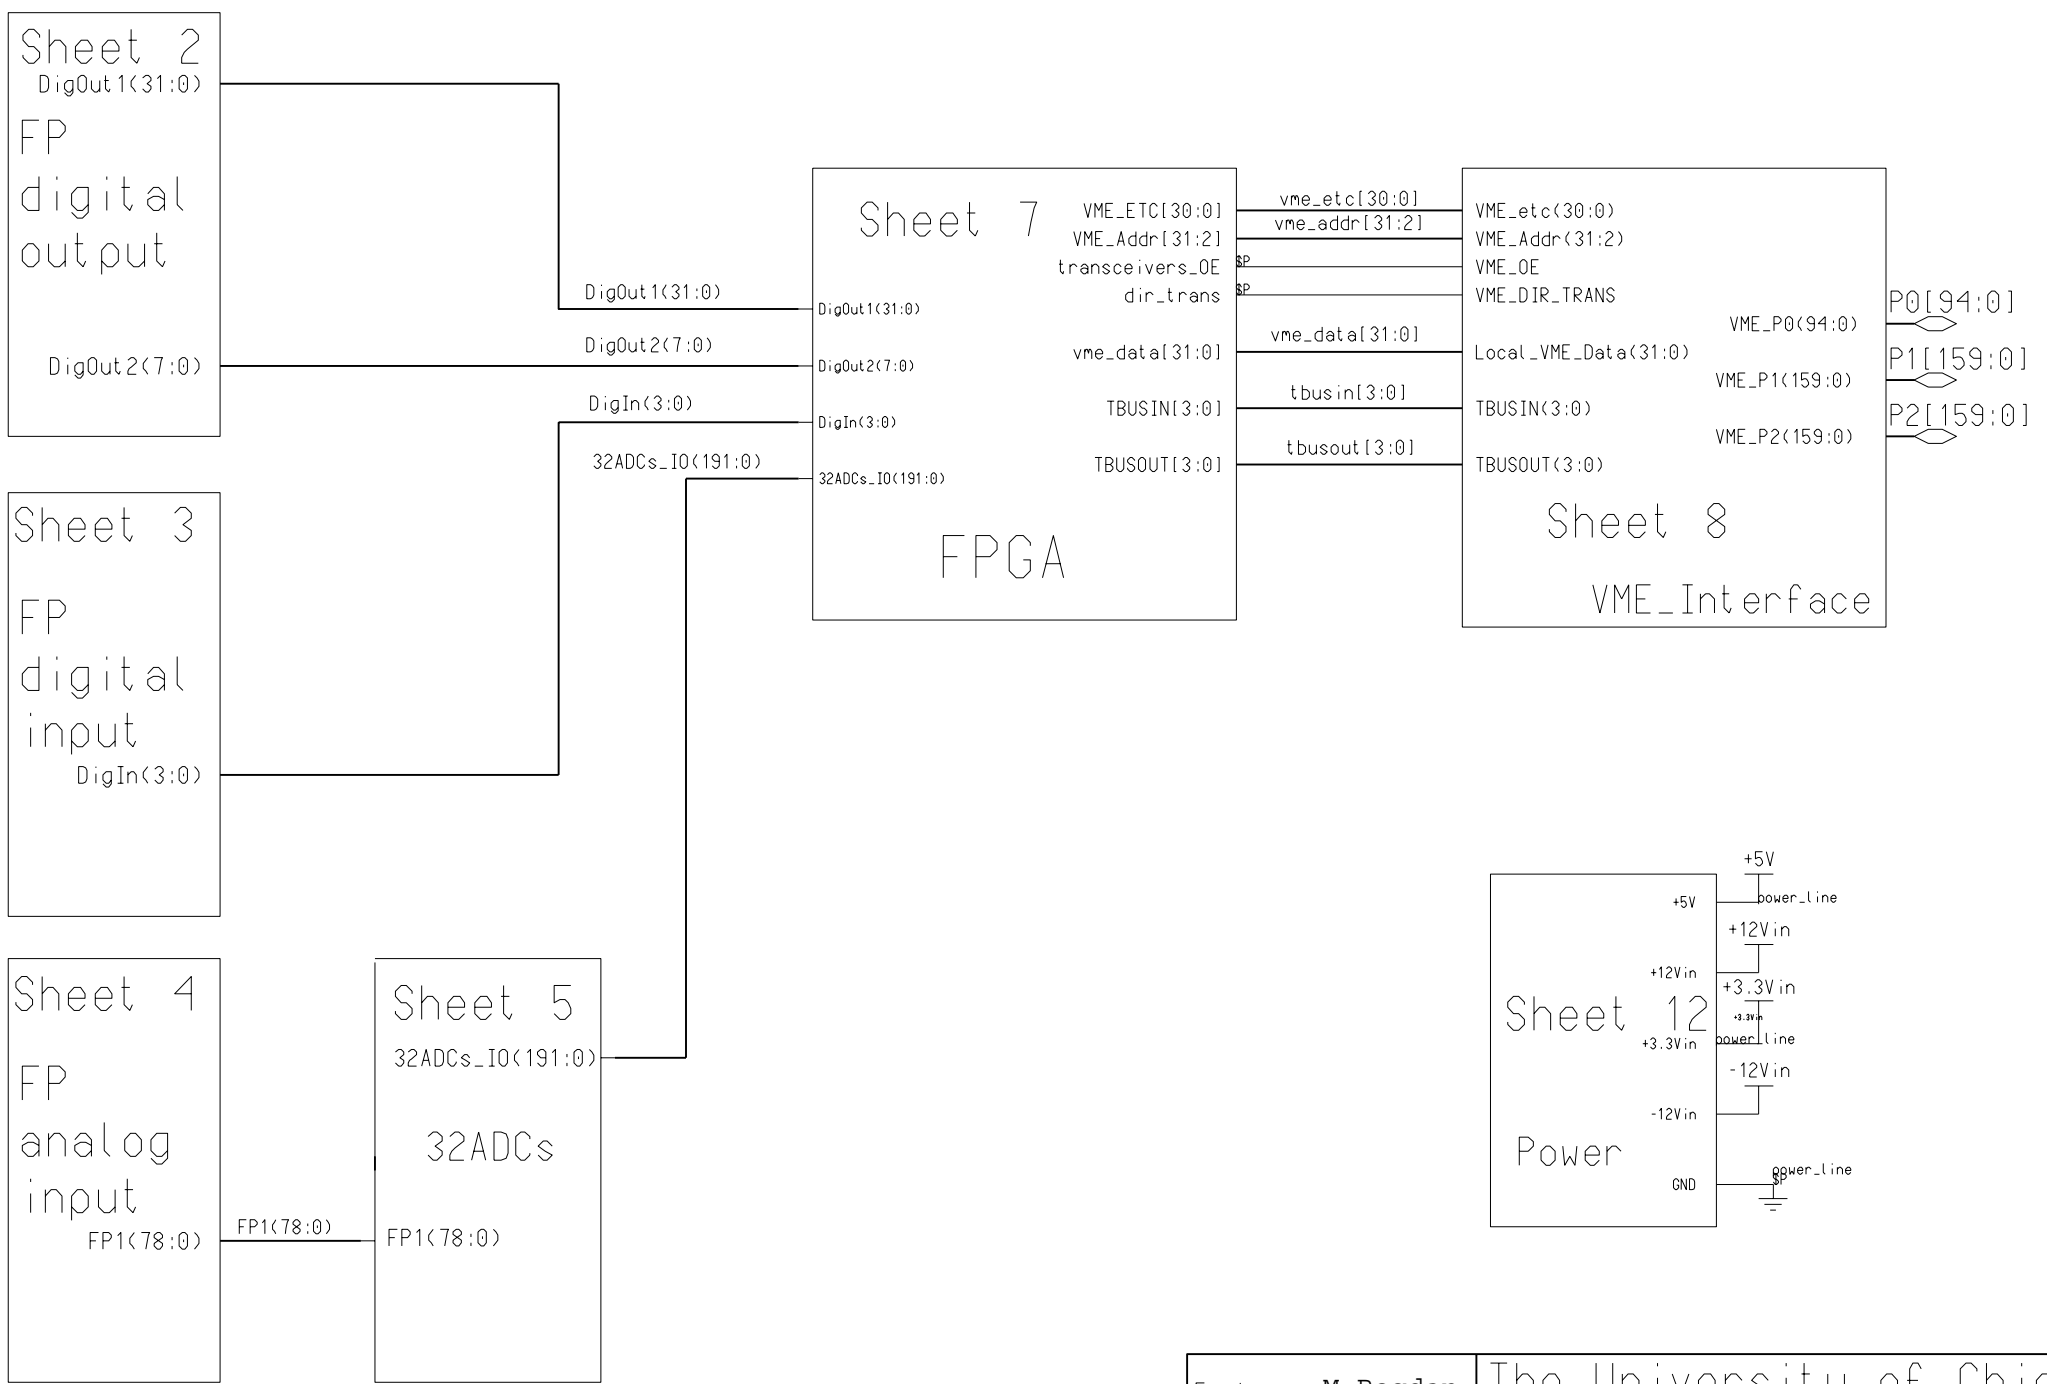 Sheet 2
DigOut1(31:0)
FP
digital
output
DigOut2(7:0)
Sheet 3
FP
digital
input
DigIn(3:0)
Sheet 4
FP
analog
input
FP1(78:0)
FP1(78:0)
Sheet 5
32ADCs_IO(191:0)
32ADCs
FP1(78:0)
DigOut1(31:0)
DigOut2(7:0)
DigIn(3:0)
32ADCs_IO(191:0)
Sheet 7
DigOut1(31:0)
DigOut2(7:0)
DigIn(3:0)
32ADCs_IO(191:0)
VME_ETC[30:0]
VME_Addr[31:2]
transceivers_OE
dir_trans
vme_data[31:0]
TBUSIN[3:0]
TBUSOUT[3:0]
FPGA
vme_etc[30:0]
vme_addr[31:2]
$P
$P
vme_data[31:0]
tbusin[3:0]
tbusout[3:0]
VME_etc(30:0)
VME_Addr(31:2)
VME_OE
VME_DIR_TRANS
Local_VME_Data(31:0)
TBUSIN(3:0)
TBUSOUT(3:0)
VME_P0(94:0)
VME_P1(159:0)
VME_P2(159:0)
Sheet 8
VME_Interface
P0[94:0]
P1[159:0]
P2[159:0]
+5V
+5V
power_line
+12Vin
+12Vin
+3.3Vin
Sheet 12
+3.3Vin
+3.3Vin
power_line
-12Vin
-12Vin
Power
power_line
$P
GND
M.Bogdan
The University of Chic